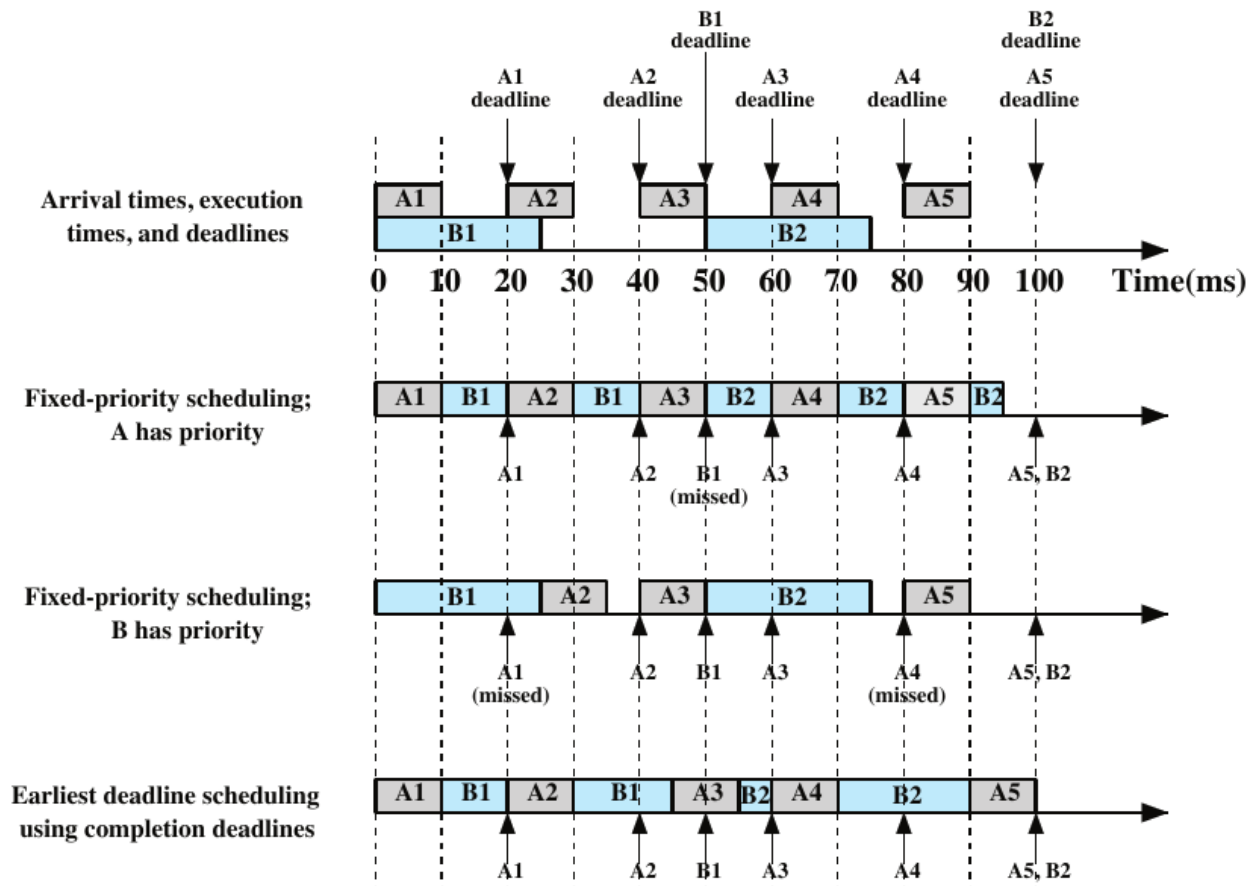 B1
deadline
B2
deadline
A1
deadline
A2
deadline
A3
deadline
A4
deadline
A5
deadline
Arrival times, execution
times, and deadlines
A1 A2 A3 A4 A5
B1 B2
0 10 20 30 40 50 60 70 80 90 100 Time(ms)
Fixed-priority scheduling;
A has priority
A1 B1 A2 B1 A3 B2 A4 B2 A5 B2
A1 A2 B1 A3 A4 A5, B2
(missed)
Fixed-priority scheduling;
B has priority
B1 A2 A3 B2 A5
A1 A2 B1 A3 A4 A5, B2
(missed) (missed)
Earliest deadline scheduling
using completion deadlines
A1 B1 A2 B1 A3 B2 A4 B2 A5
A1 A2 B1 A3 A4 A5, B2